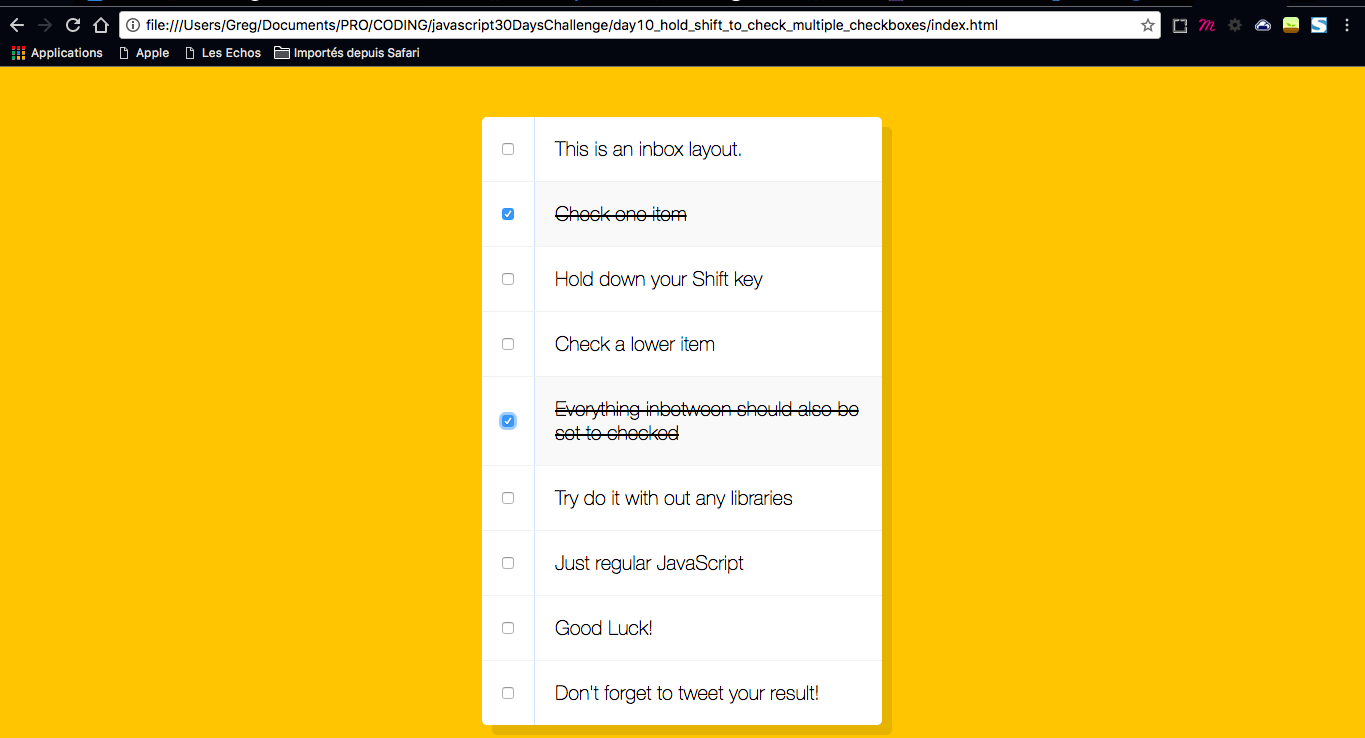 file:///Users/Greg/Documents/PRO/CODING/javascript30DaysChallenge/day10_hold_shift_to_check_multiple_checkboxes/index.html
Applications Apple Les Echos Importés depuis Safari
This is an inbox layout.
Check one item
Hold down your Shift key
Check a lower item
Everything inbetween should also be
set to checked
Try do it with out any libraries
Just regular JavaScript
Good Luck!
Don't forget to tweet your result!